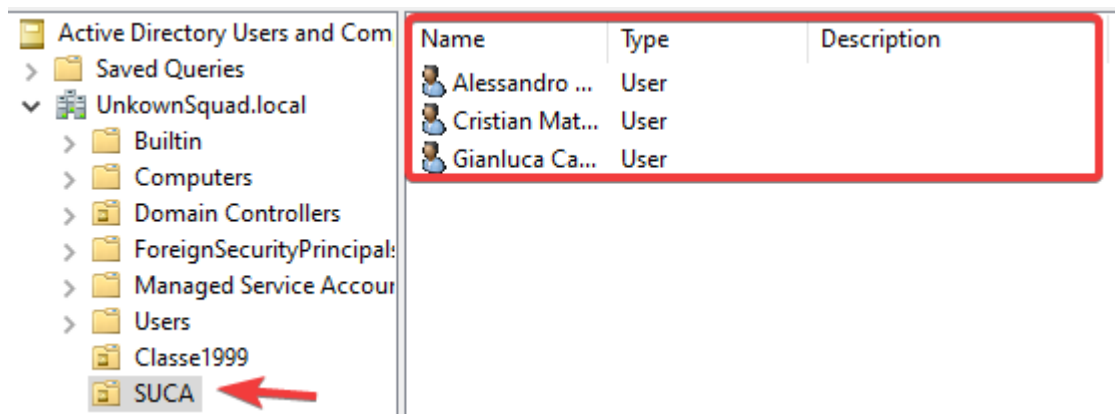 Active Directory Users and Com
Saved Queries
UnkownSquad.local
Builtin
Computers
Domain Controllers
ForeignSecurityPrincipals
Managed Service Accour
Users
Classe1999
SUCA
Name Type Description
Alessandro ... User
Cristian Mat... User
Gianluca Ca... User